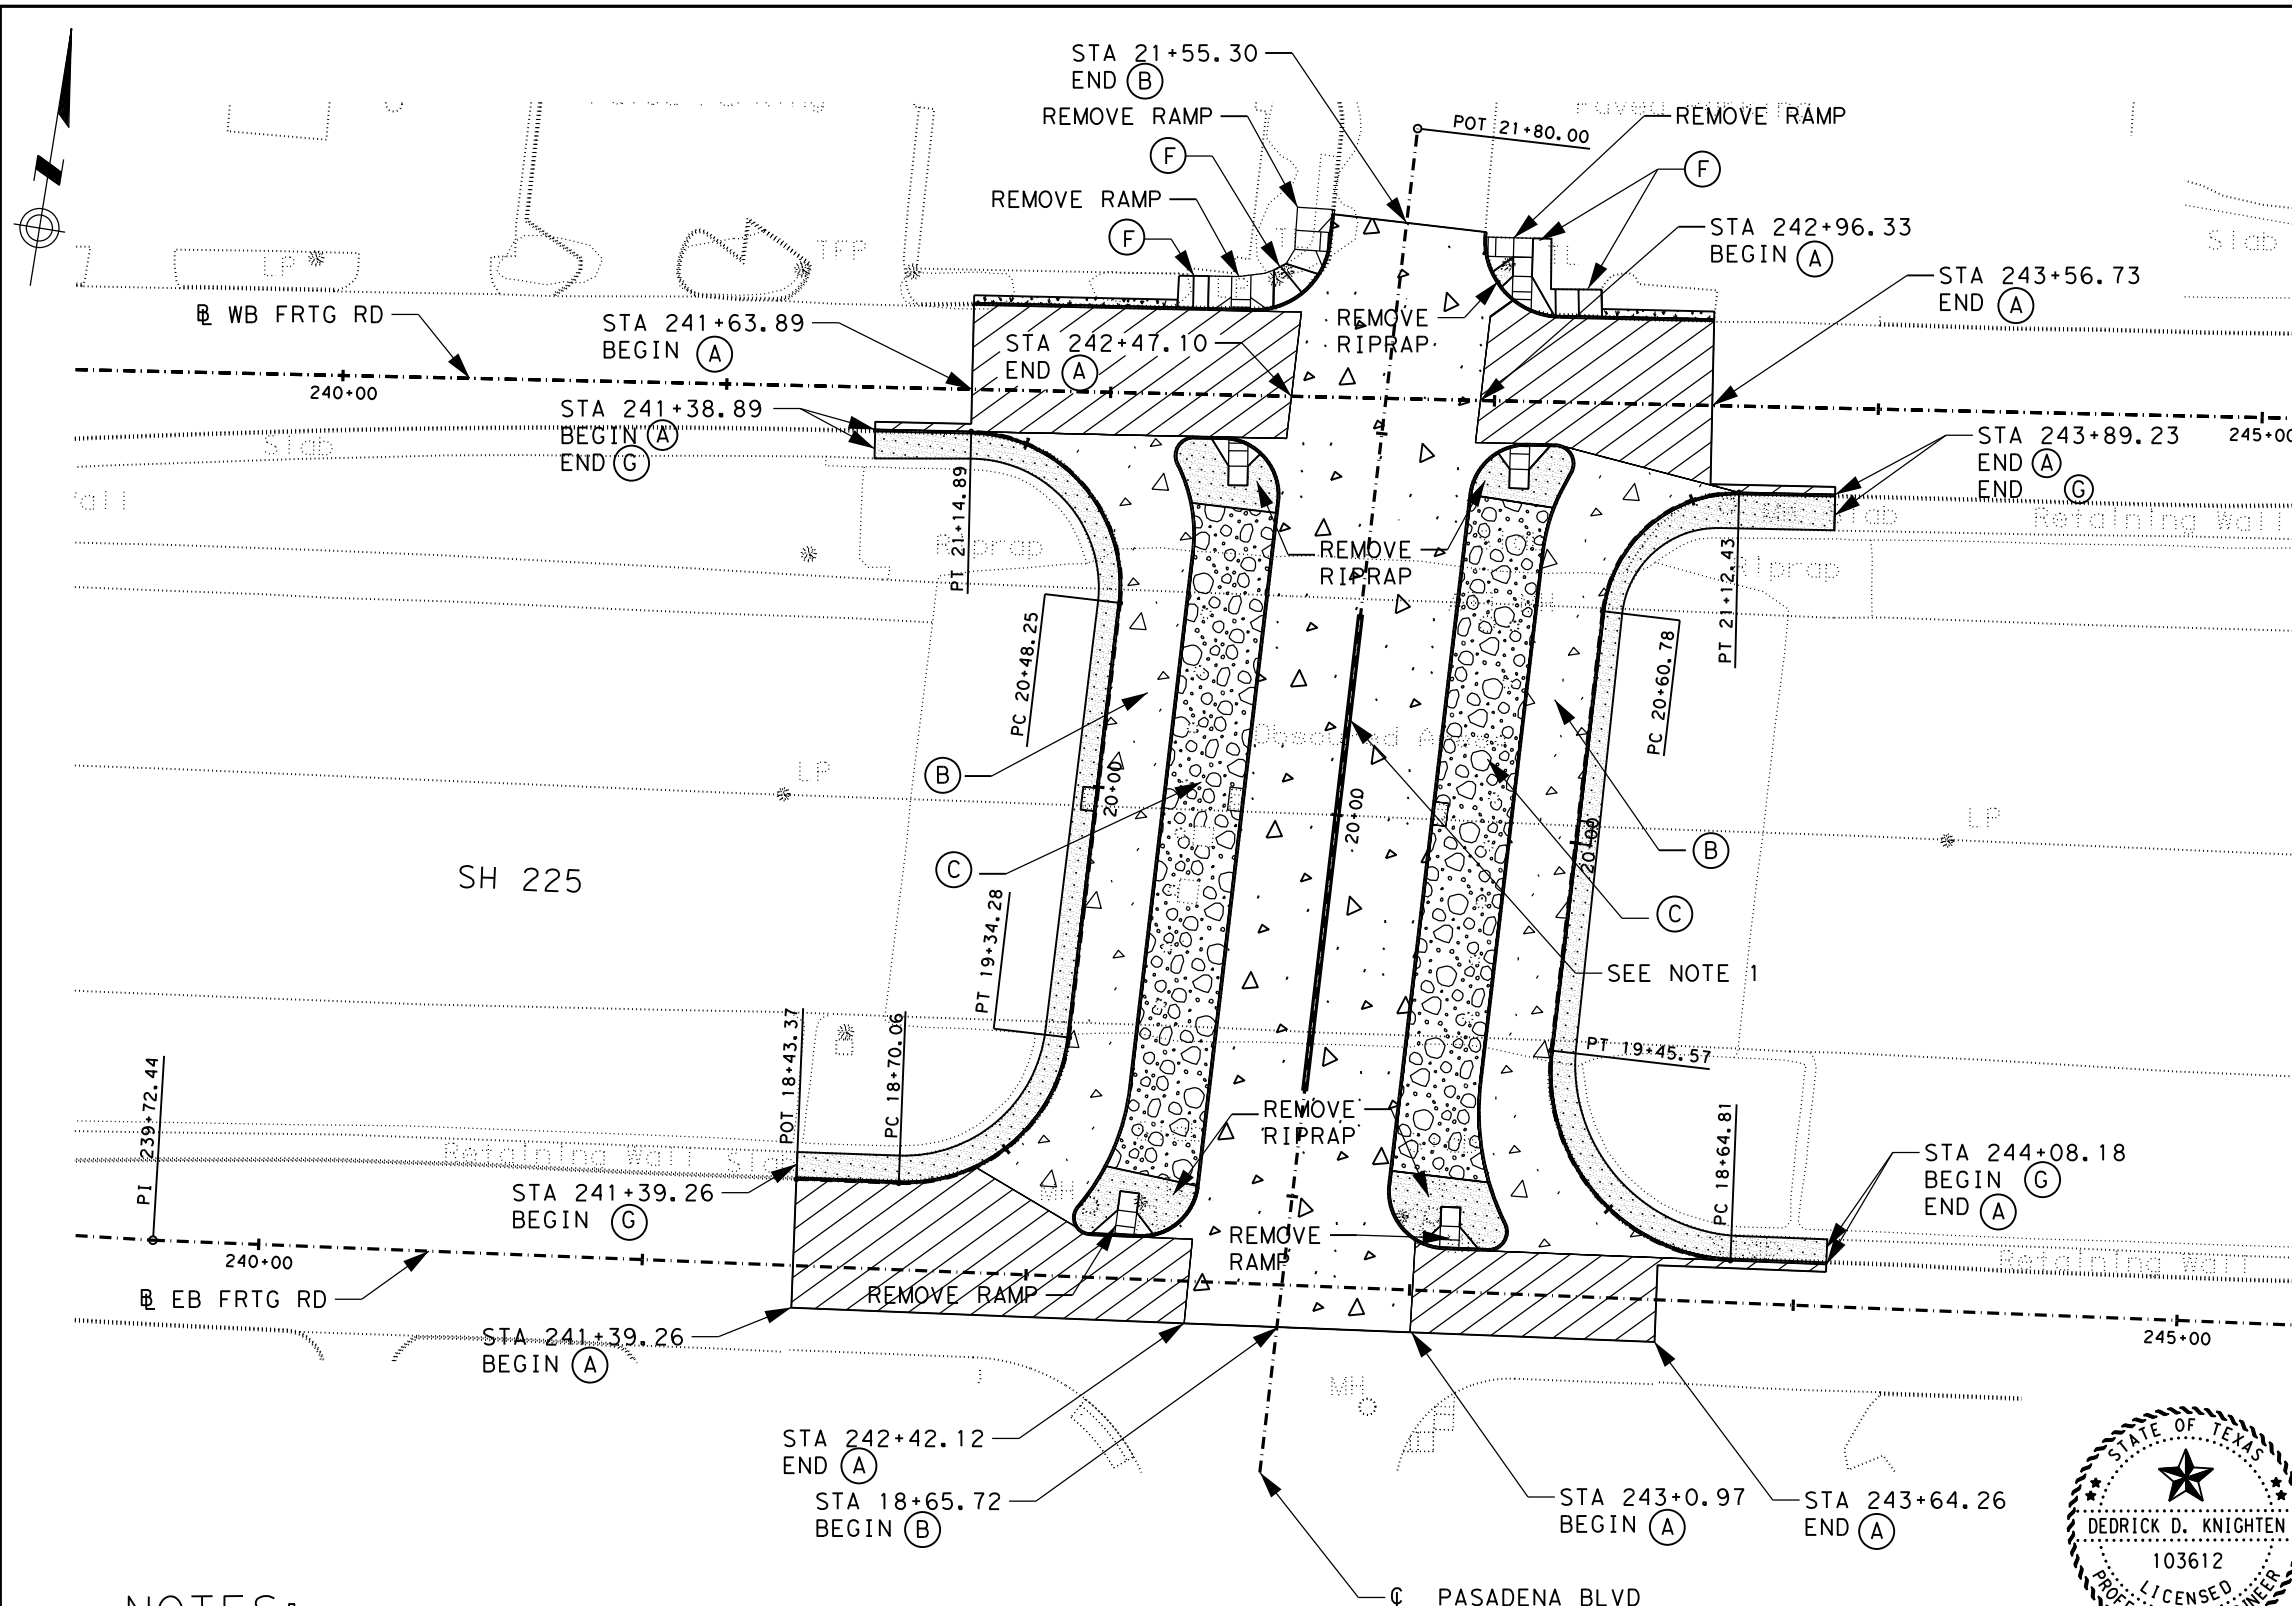 STA 21+55.30
END B
REMOVE RAMP
POT 21+80.00
REMOVE RAMP
F
F
REMOVE RAMP
F
STA 242+96.33
BEGIN A
Slab
TFP
LP
STA 243+56.73
END A
BL WB FRTG RD
STA 241+63.89
BEGIN A
REMOVE
RIPRAP
STA 242+47.10
END A
240+00
STA 241+38.89
BEGIN A
END G
STA 243+89.23
END A
END G
245+00
Slab
PT 21+14.89
Retaining Wall
Riprap
REMOVE
RIPRAP
PT 21+12.43
Riprap
PC 20+48.25
PC 20+60.78
LP
B
20+00
20+00
20+00
LP
B
C
SH 225
C
PT 19+34.28
SEE NOTE 1
POT 18+43.37
PC 18+70.06
PT 19+45.57
PI 239+72.44
REMOVE
RIPRAP
PC 18+64.81
Retaining Wall
STA 244+08.18
BEGIN G
END A
STA 241+39.26
BEGIN G
MH
REMOVE
RAMP
Retaining Wall
240+00
BL EB FRTG RD
REMOVE RAMP
STA 241+39.26
BEGIN A
245+00
MH
STA 242+42.12
END A
STA 18+65.72
BEGIN B
STA 243+0.97
BEGIN A
STA 243+64.26
END A
STATE OF TEXAS
DEDRICK D. KNIGHTEN
103612
LICENSED
CL PASADENA BLVD
NOTES: